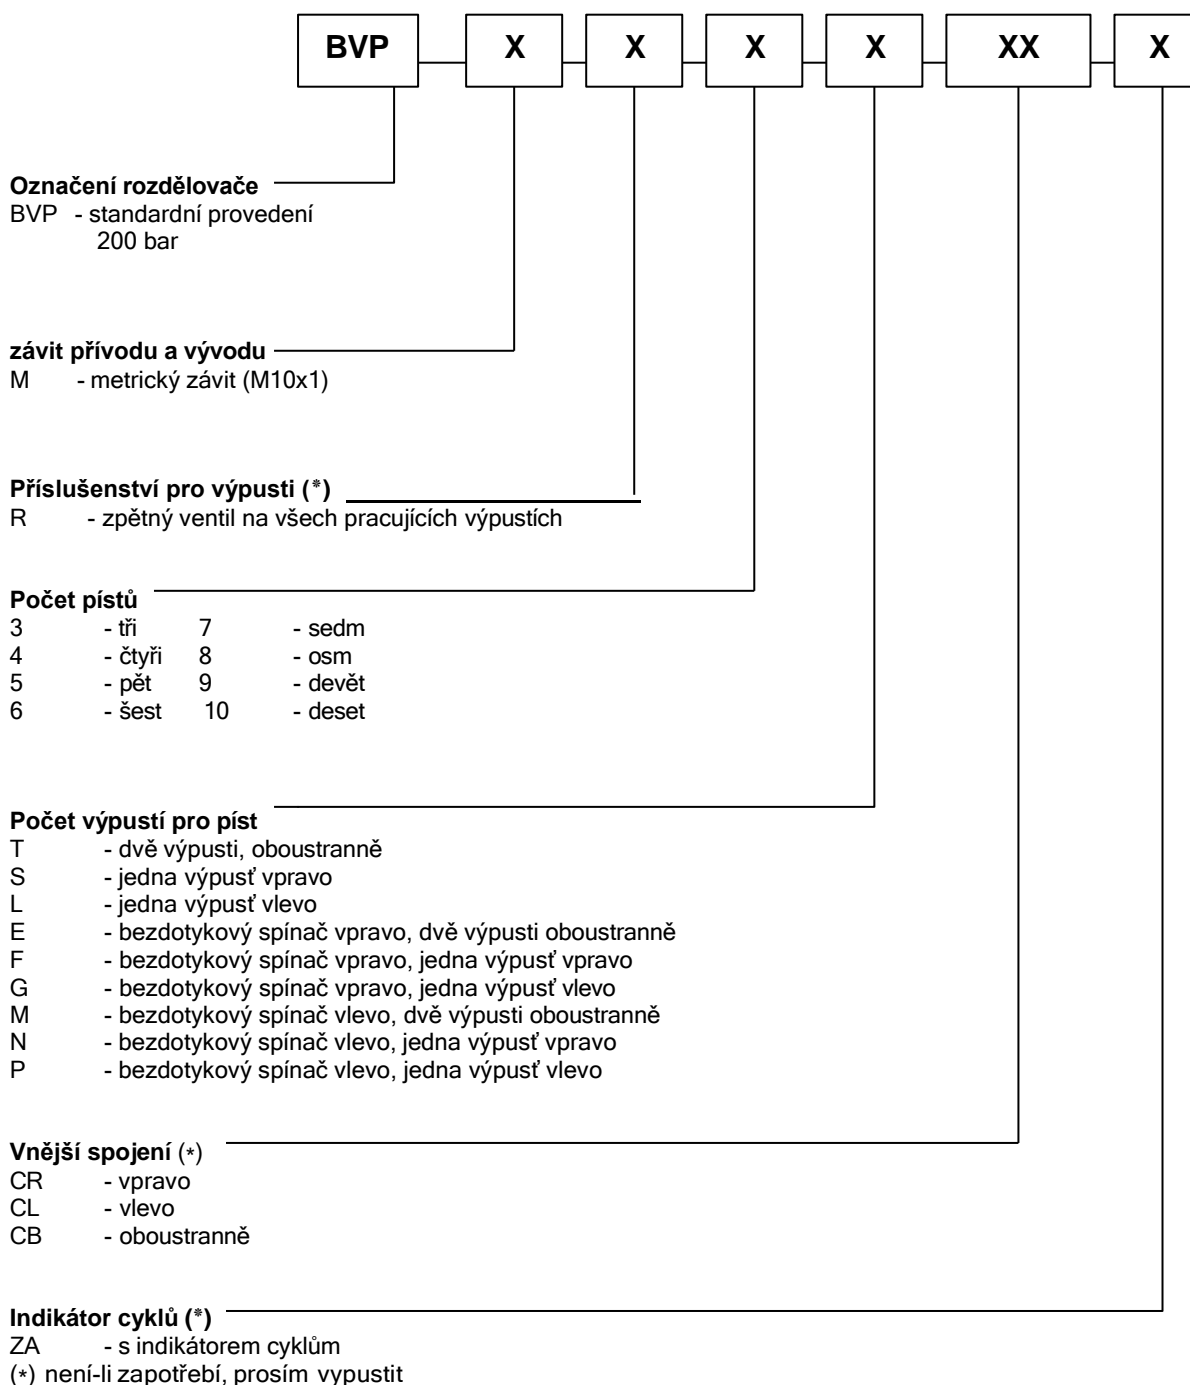 BVP X X X X XX X
Označení rozdělovače
BVP - standardní provedení
200 bar
závit přívodu a vývodu
M - metrický závit (M10x1)
Příslušenství pro výpusti (*)
R - zpětný ventil na všech pracujících výpustích
Počet pístů
3 - tři 7 - sedm
4 - čtyři 8 - osm
5 - pět 9 - devět
6 - šest 10 - deset
Počet výpustí pro píst
T - dvě výpusti, oboustranně
S - jedna výpusť vpravo
L - jedna výpusť vlevo
E - bezdotykový spínač vpravo, dvě výpusti oboustranně
F - bezdotykový spínač vpravo, jedna výpusť vpravo
G - bezdotykový spínač vpravo, jedna výpusť vlevo
M - bezdotykový spínač vlevo, dvě výpusti oboustranně
N - bezdotykový spínač vlevo, jedna výpusť vpravo
P - bezdotykový spínač vlevo, jedna výpusť vlevo
Vnější spojení (*)
CR - vpravo
CL - vlevo
CB - oboustranně
Indikátor cyklů (*)
ZA - s indikátorem cyklům
(*) není-li zapotřebí, prosím vypustit